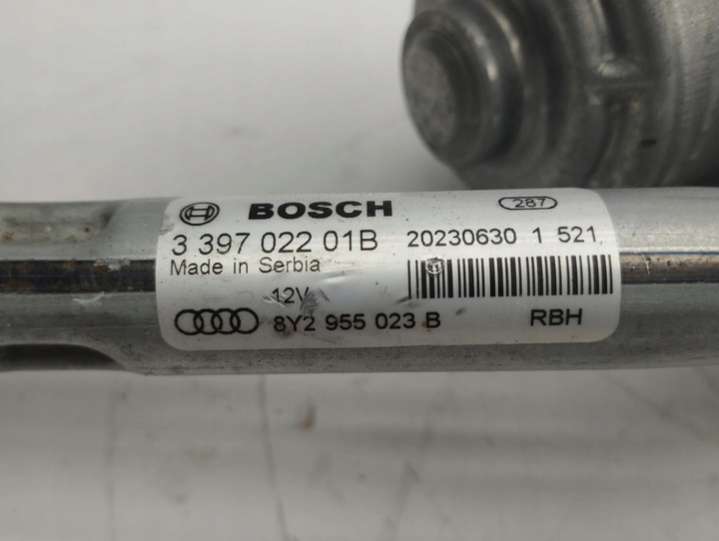 BOSCH 287
3 397 022 01B 20230630 1 521
Made in Serbia
12V
8Y2 955 023 B RBH